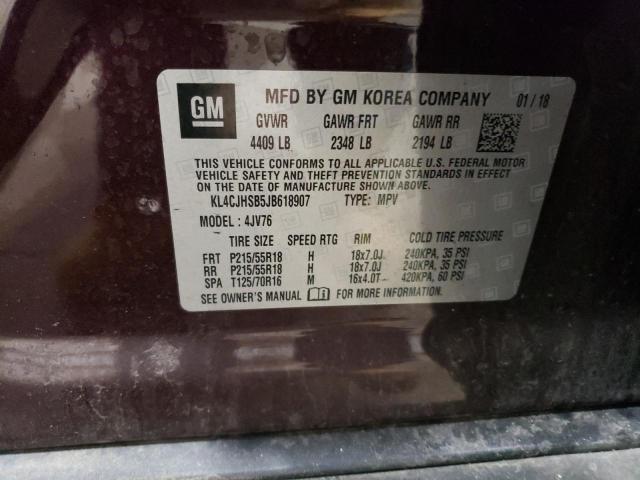 GM MFD BY GM KOREA COMPANY 01/18
GVWR GAWR FRT GAWR RR
4409 LB 2348 LB 2194 LB
THIS VEHICLE CONFORMS TO ALL APPLICABLE U.S. FEDERAL MOTOR
VEHICLE SAFETY AND THEFT PREVENTION STANDARDS IN EFFECT ON THE
DATE OF MANUFACTURE SHOWN ABOVE.
KL4CJHSB5JB618907 TYPE: MPV
MODEL : 4JV76
TIRE SIZE SPEED RTG RIM COLD TIRE PRESSURE
FRT P215/55R18 H 18x7.0J 240KPA, 35 PSI
RR P215/55R18 H 18x7.0J 240KPA, 35 PSI
SPA T125/70R16 M 16x4.0T 420KPA, 60 PSI
SEE OWNER'S MANUAL FOR MORE INFORMATION.